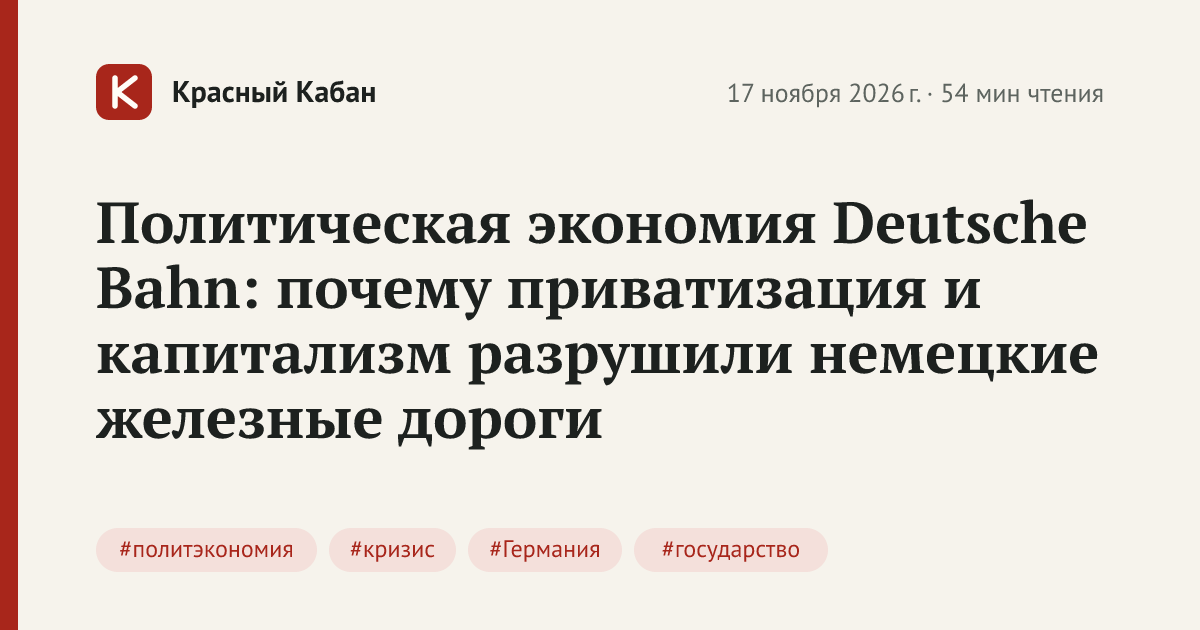 К
Красный Кабан
17 ноября 2026 г. · 54 мин чтения
Политическая экономия Deutsche
Bahn: почему приватизация и
капитализм разрушили немецкие
железные дороги
#политэкономия #кризис #Германия #государство